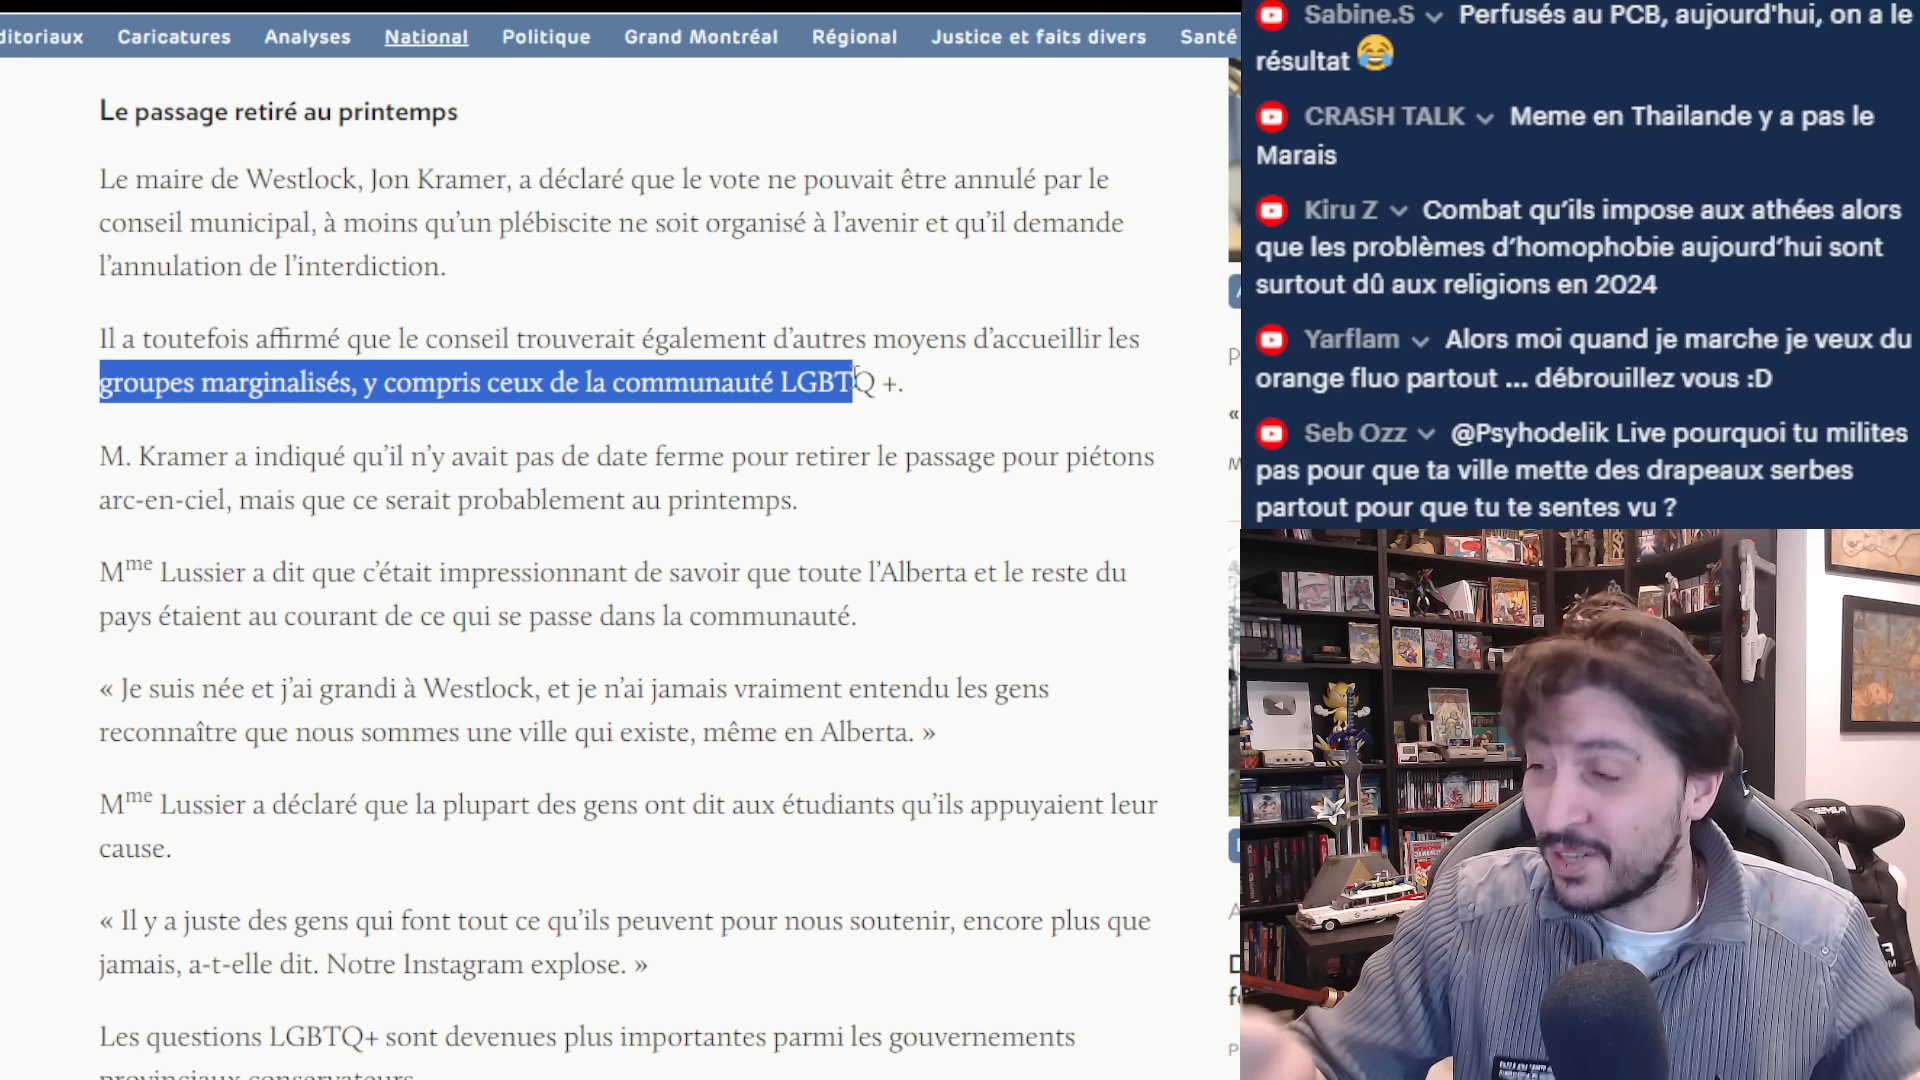 ditoriaux Caricatures Analyses National Politique Grand Montréal Régional Justice et faits divers Santé
Le passage retiré au printemps
Le maire de Westlock, Jon Kramer, a déclaré que le vote ne pouvait être annulé par le
conseil municipal, à moins qu’un plébiscite ne soit organisé à l’avenir et qu’il demande
l’annulation de l’interdiction.
Il a toutefois affirmé que le conseil trouverait également d’autres moyens d’accueillir les
groupes marginalisés, y compris ceux de la communauté LGBTQ +.
M. Kramer a indiqué qu’il n’y avait pas de date ferme pour retirer le passage pour piétons
arc-en-ciel, mais que ce serait probablement au printemps.
Mme Lussier a dit que c’était impressionnant de savoir que toute l’Alberta et le reste du
pays étaient au courant de ce qui se passe dans la communauté.
« Je suis née et j’ai grandi à Westlock, et je n’ai jamais vraiment entendu les gens
reconnaître que nous sommes une ville qui existe, même en Alberta. »
Mme Lussier a déclaré que la plupart des gens ont dit aux étudiants qu’ils appuyaient leur
cause.
« Il y a juste des gens qui font tout ce qu’ils peuvent pour nous soutenir, encore plus que
jamais, a-t-elle dit. Notre Instagram explose. »
Les questions LGBTQ+ sont devenues plus importantes parmi les gouvernements
provinciaux conservateurs
Sabine.S Perfusés au PCB, aujourd'hui, on a le
résultat 😂
CRASH TALK Meme en Thailande y a pas le
Marais
Kiru Z Combat qu’ils impose aux athées alors
que les problèmes d’homophobie aujourd’hui sont
surtout dû aux religions en 2024
Yarflam Alors moi quand je marche je veux du
orange fluo partout ... débrouillez vous :D
Seb Ozz @Psyhodelik Live pourquoi tu milites
pas pour que ta ville mette des drapeaux serbes
partout pour que tu te sentes vu ?